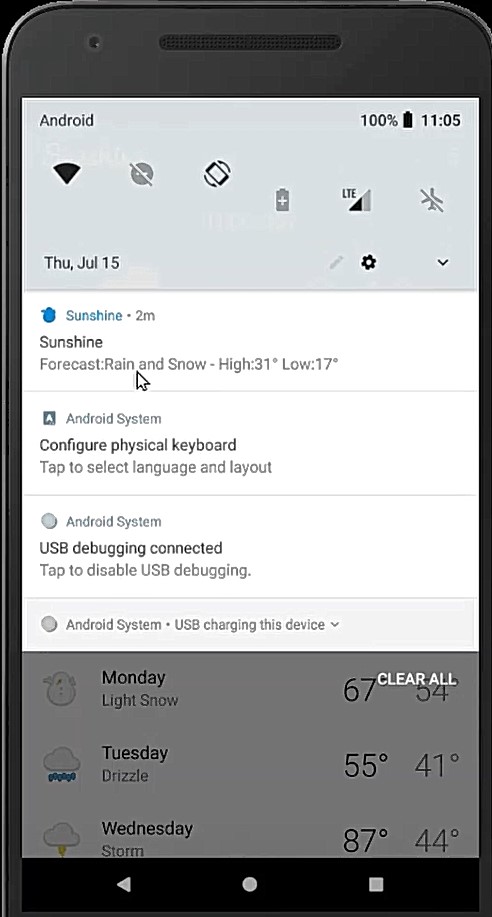 Android 100% 11:05
LTE
Thu, Jul 15
Sunshine • 2m
Sunshine
Forecast:Rain and Snow - High:31° Low:17°
Android System
Configure physical keyboard
Tap to select language and layout
Android System
USB debugging connected
Tap to disable USB debugging.
Android System • USB charging this device
CLEAR ALL
Monday 67° 54°
Light Snow
Tuesday 55° 41°
Drizzle
Wednesday 87° 44°
Storm